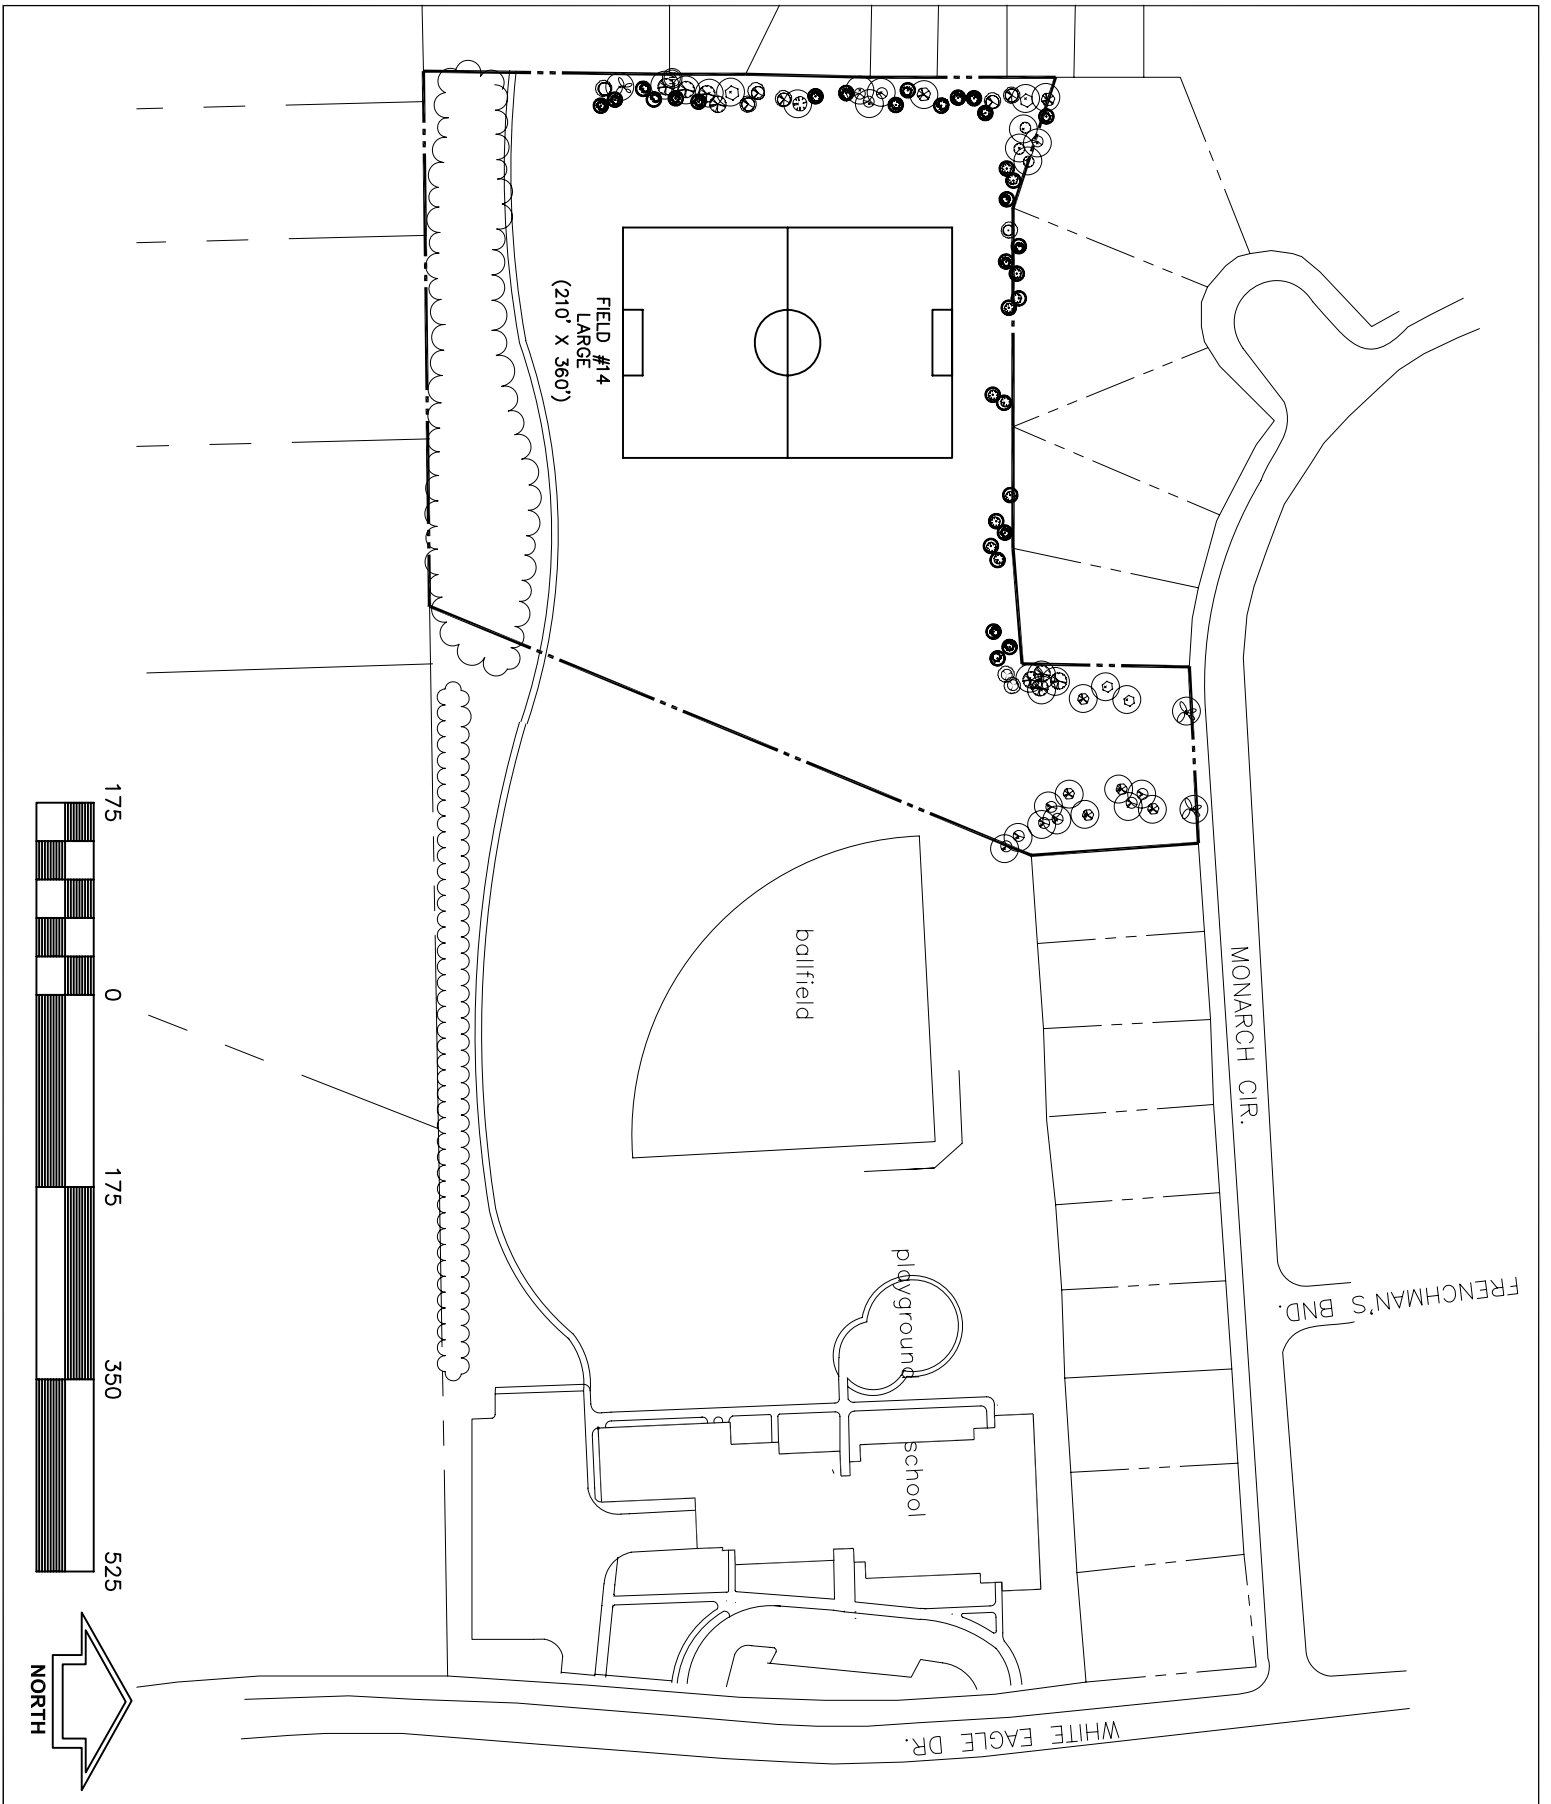 FIELD #14
LARGE
(210' X 360')
ballfield
playground
school
MONARCH CIR.
FRENCHMAN'S BND.
WHITE EAGLE DR.
175
0
175
350
525
NORTH